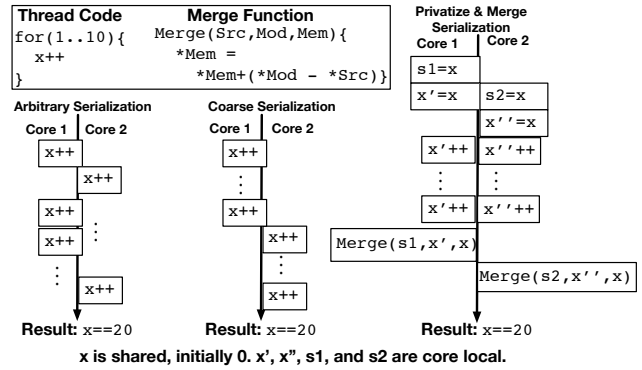 Thread Code
for(1..10){
x++
}
Merge Function
Merge(Src,Mod,Mem){
*Mem =
*Mem+(*Mod - *Src)}
Arbitrary Serialization
Core 1 Core 2
x++
x++
⋮
x++
x++
⋮
⋮
x++
Result: x==20
Coarse Serialization
Core 1 Core 2
x++
⋮
x++
x++
⋮
x++
Result: x==20
Privatize & Merge
Serialization
Core 1 Core 2
s1=x
x'=x s2=x
x''=x
x'++ x''++
⋮ ⋮
x'++ x''++
Merge(s1,x',x)
Merge(s2,x'',x)
Result: x==20
x is shared, initially 0. x', x", s1, and s2 are core local.